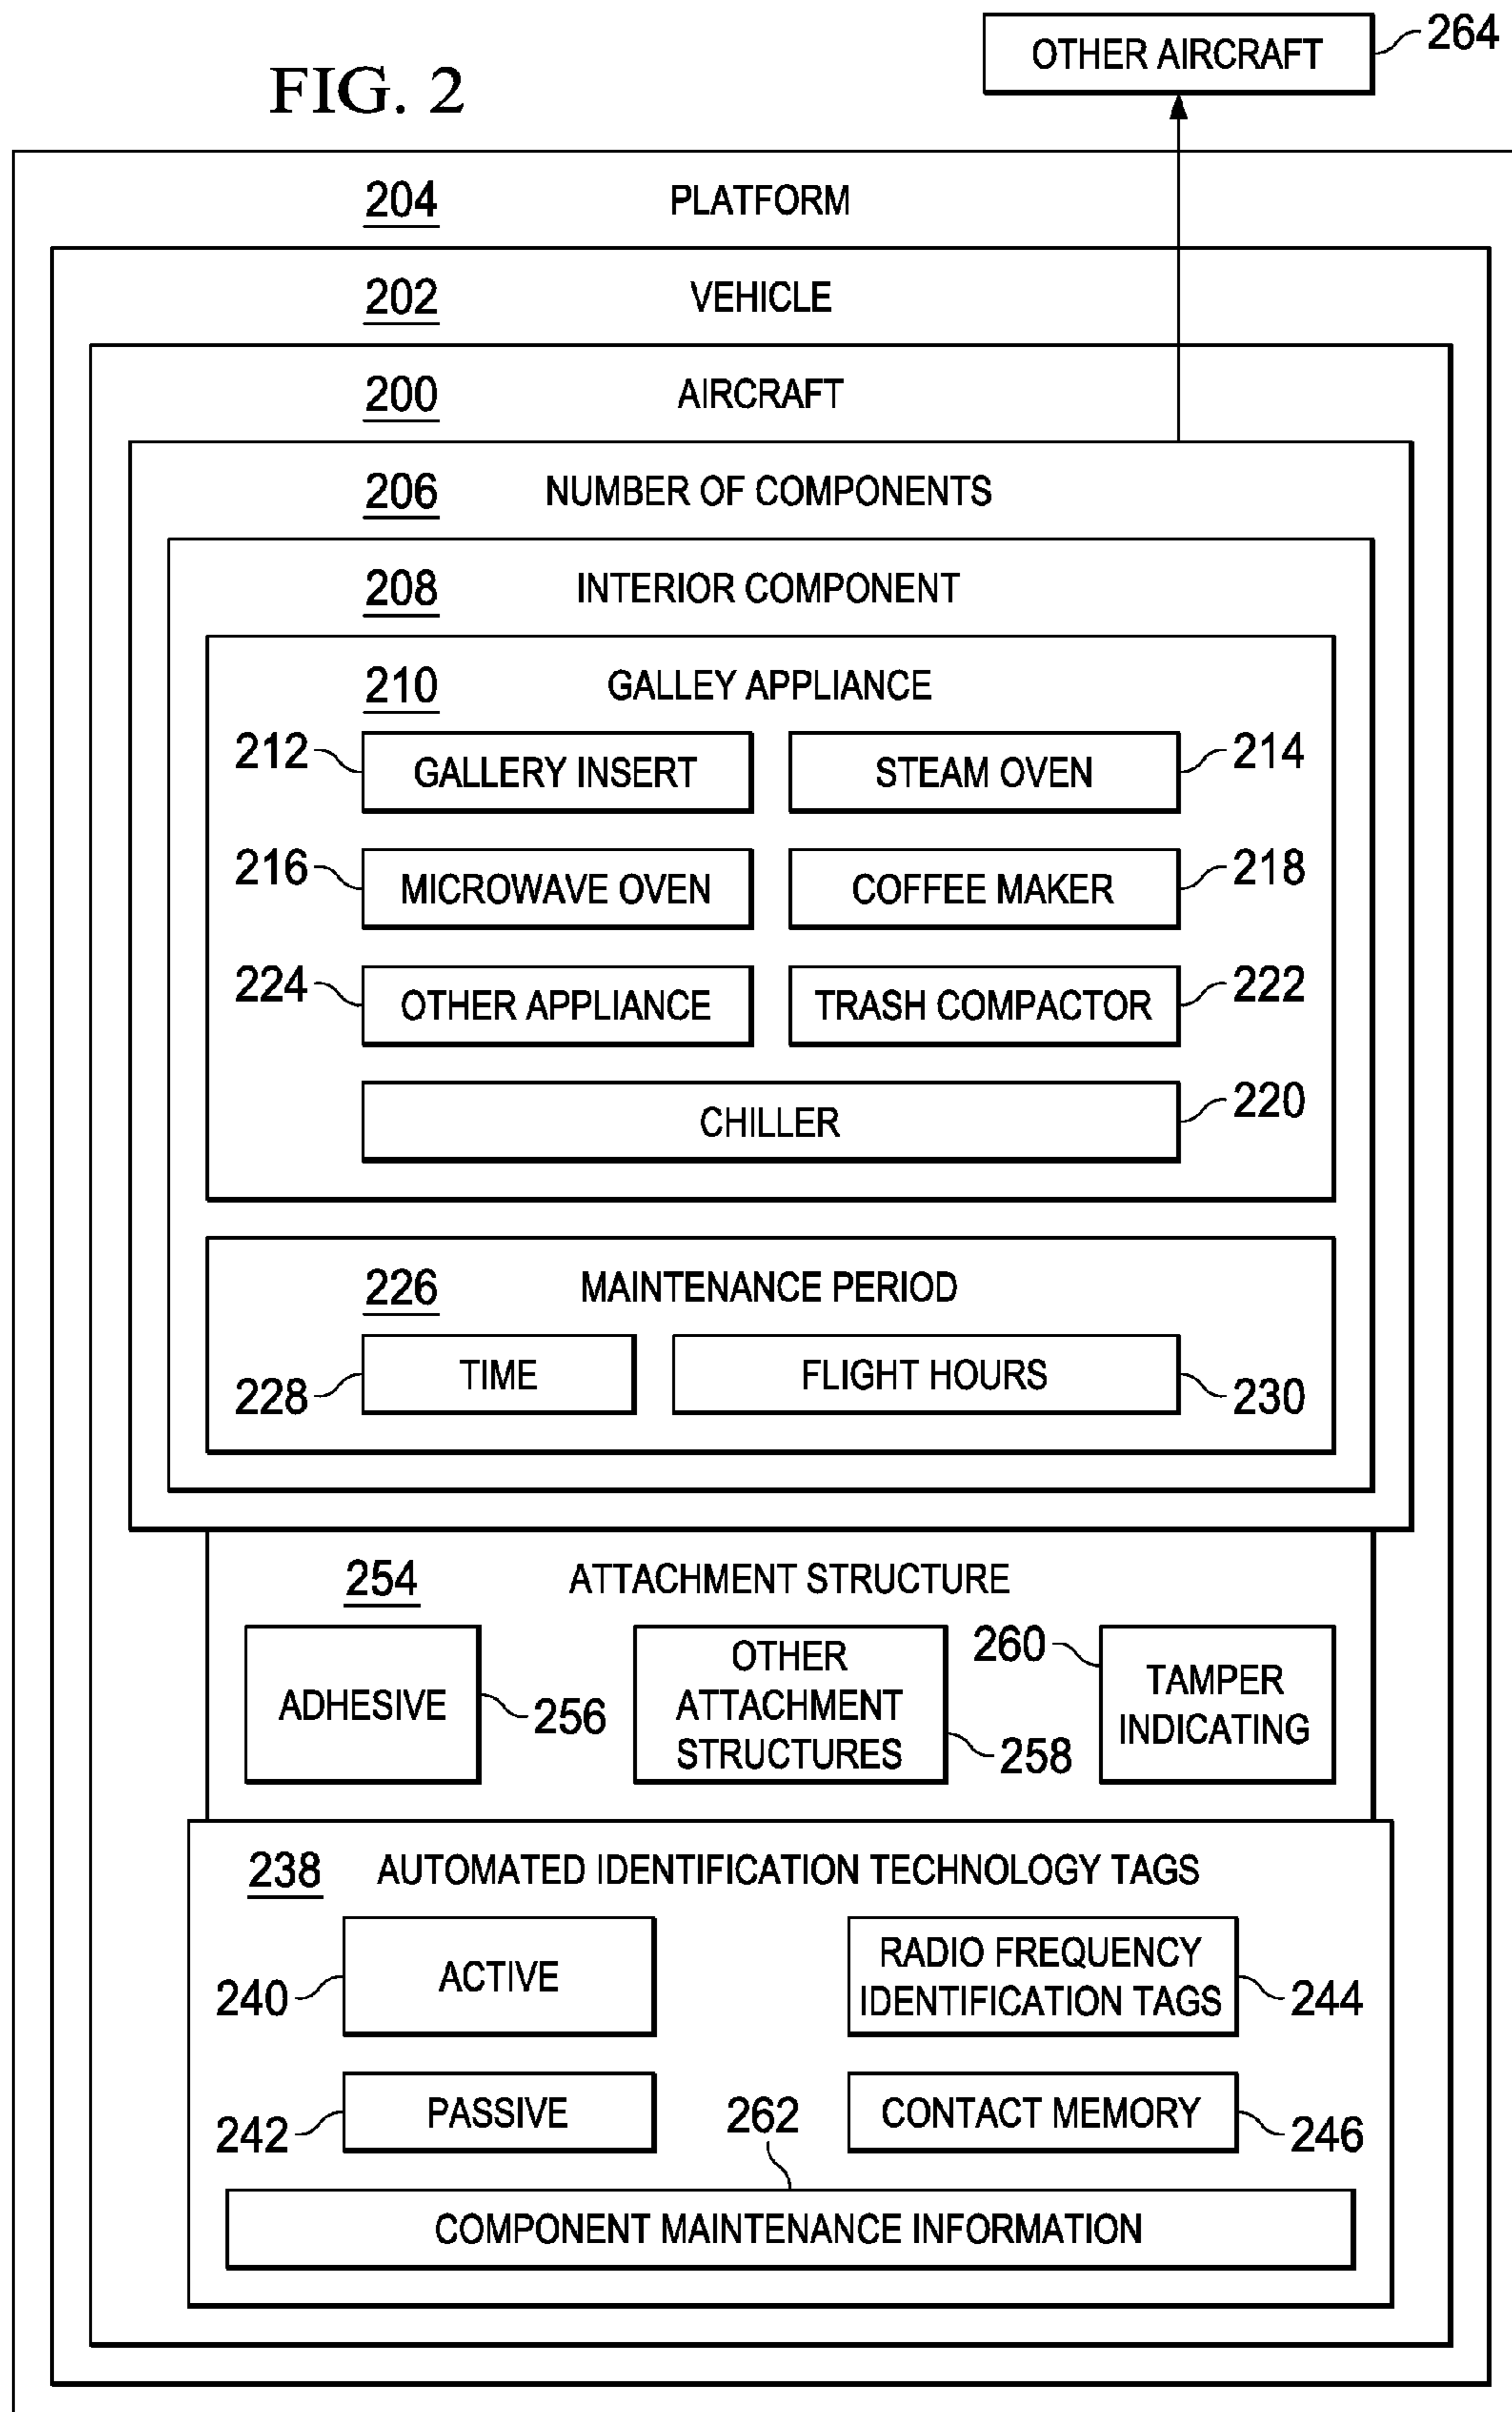 OTHER AIRCRAFT 264
FIG. 2
204 PLATFORM
202 VEHICLE
200 AIRCRAFT
206 NUMBER OF COMPONENTS
208 INTERIOR COMPONENT
210 GALLEY APPLIANCE
212 GALLERY INSERT STEAM OVEN 214
216 MICROWAVE OVEN COFFEE MAKER 218
224 OTHER APPLIANCE TRASH COMPACTOR 222
CHILLER 220
226 MAINTENANCE PERIOD
228 TIME FLIGHT HOURS 230
254 ATTACHMENT STRUCTURE
ADHESIVE 256
OTHER
ATTACHMENT
STRUCTURES 258
260 TAMPER
INDICATING
238 AUTOMATED IDENTIFICATION TECHNOLOGY TAGS
240 ACTIVE
RADIO FREQUENCY
IDENTIFICATION TAGS 244
242 PASSIVE 262 CONTACT MEMORY 246
COMPONENT MAINTENANCE INFORMATION